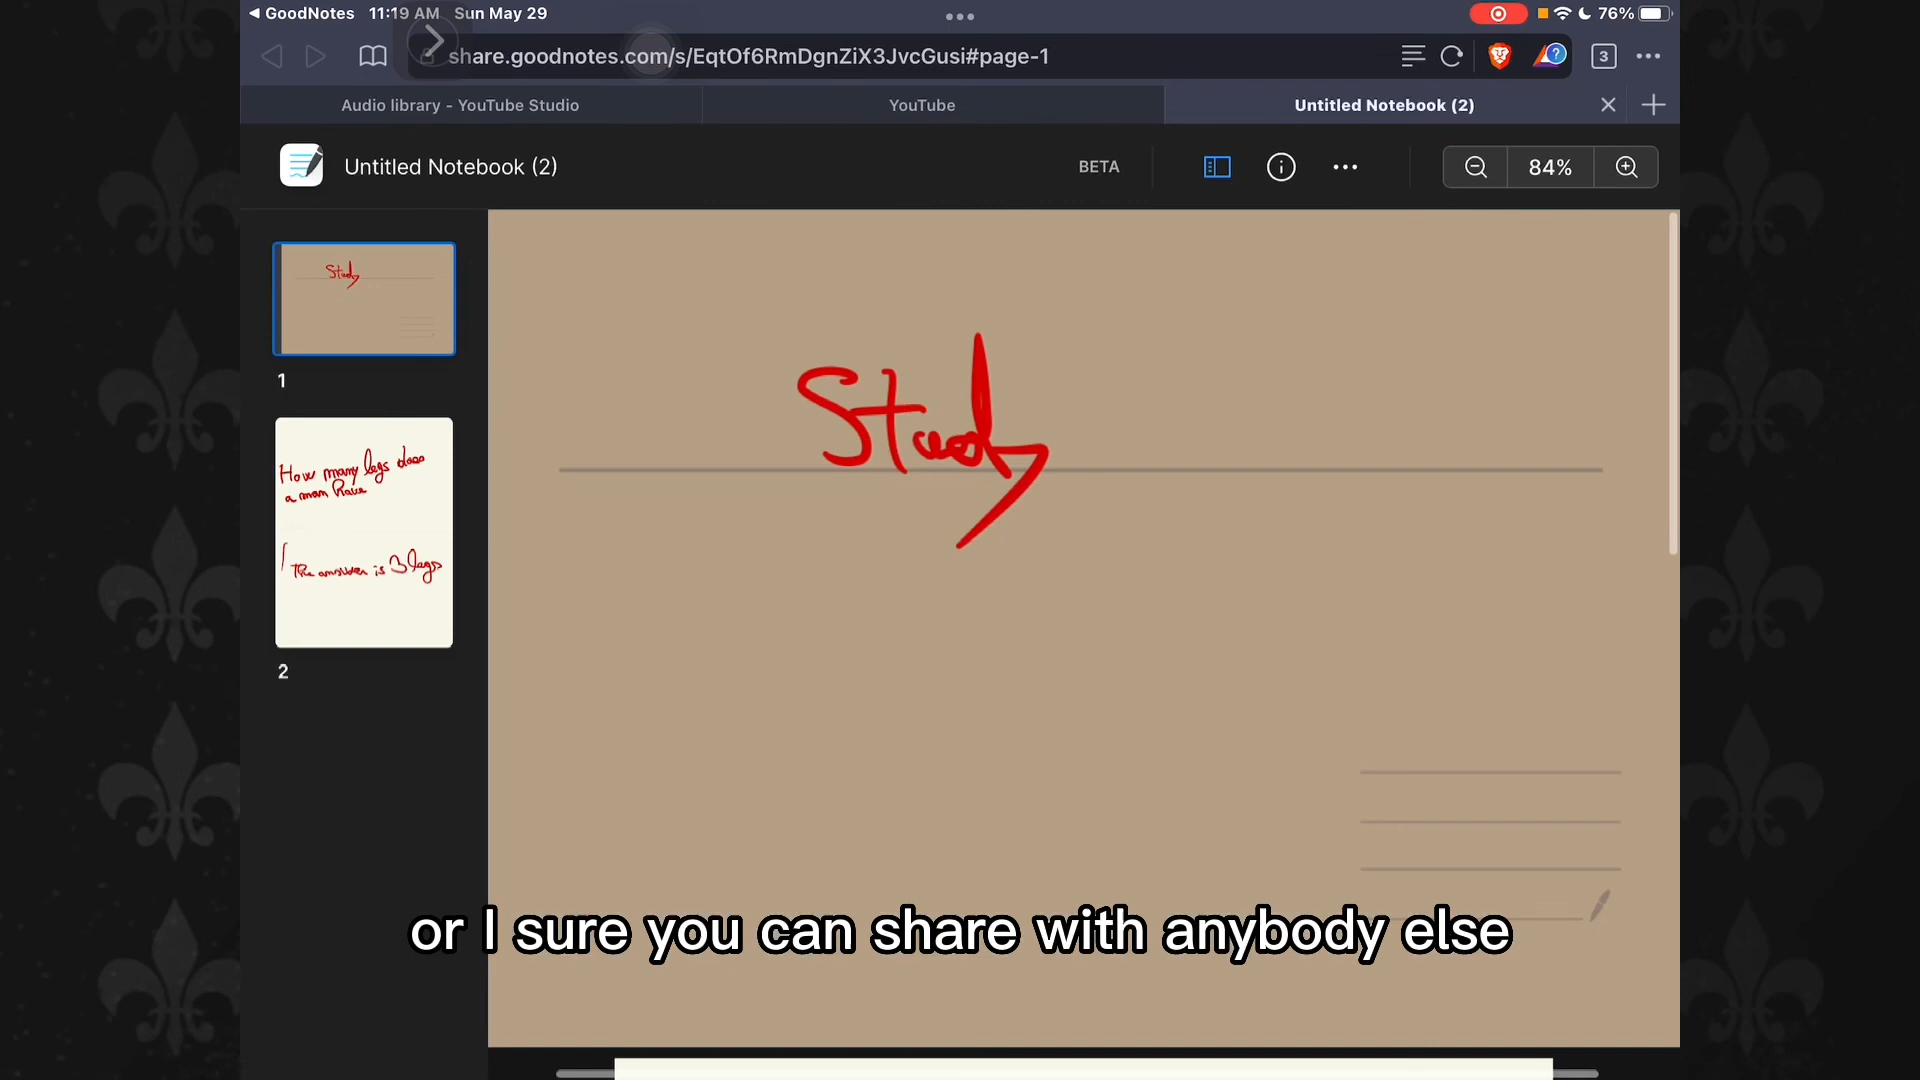 GoodNotes 11:19 AM Sun May 29 76%
share.goodnotes.com/s/EqtOf6RmDgnZiX3JvcGusi#page-1 3
Audio library - YouTube Studio YouTube Untitled Notebook (2)
Untitled Notebook (2) BETA 84%
Study
1
How many legs does
a man have
The answer is 3 legs
2
Study
or I sure you can share with anybody else